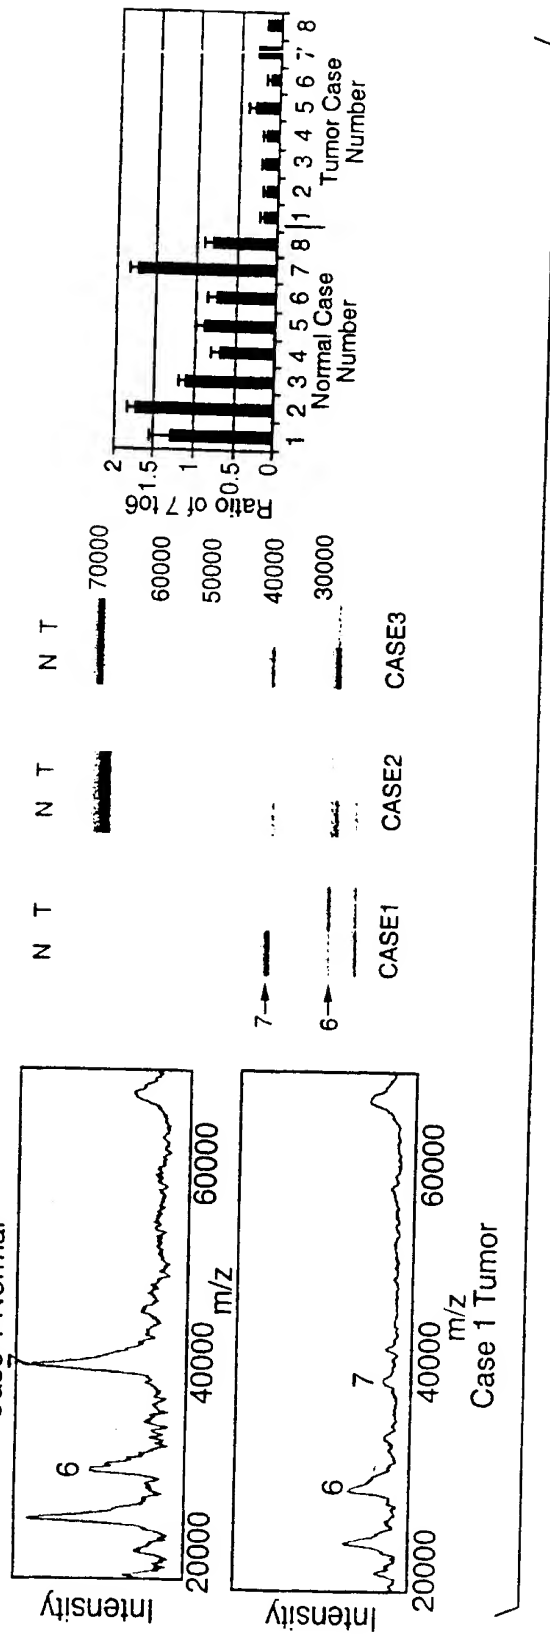 Case 1 Normal
7
6
Intensity
20000 40000 60000
m/z
7
6
Intensity
20000 40000 60000
m/z
Case 1 Tumor
N T N T N T
70000
60000
50000
7→ 40000
6→ 30000
CASE1 CASE2 CASE3
Ratio of 7 to6
2
1.5
1
0.5
0
1 2 3 4 5 6 7 8 1 2 3 4 5 6 7 8
Normal Case Number
Tumor Case Number